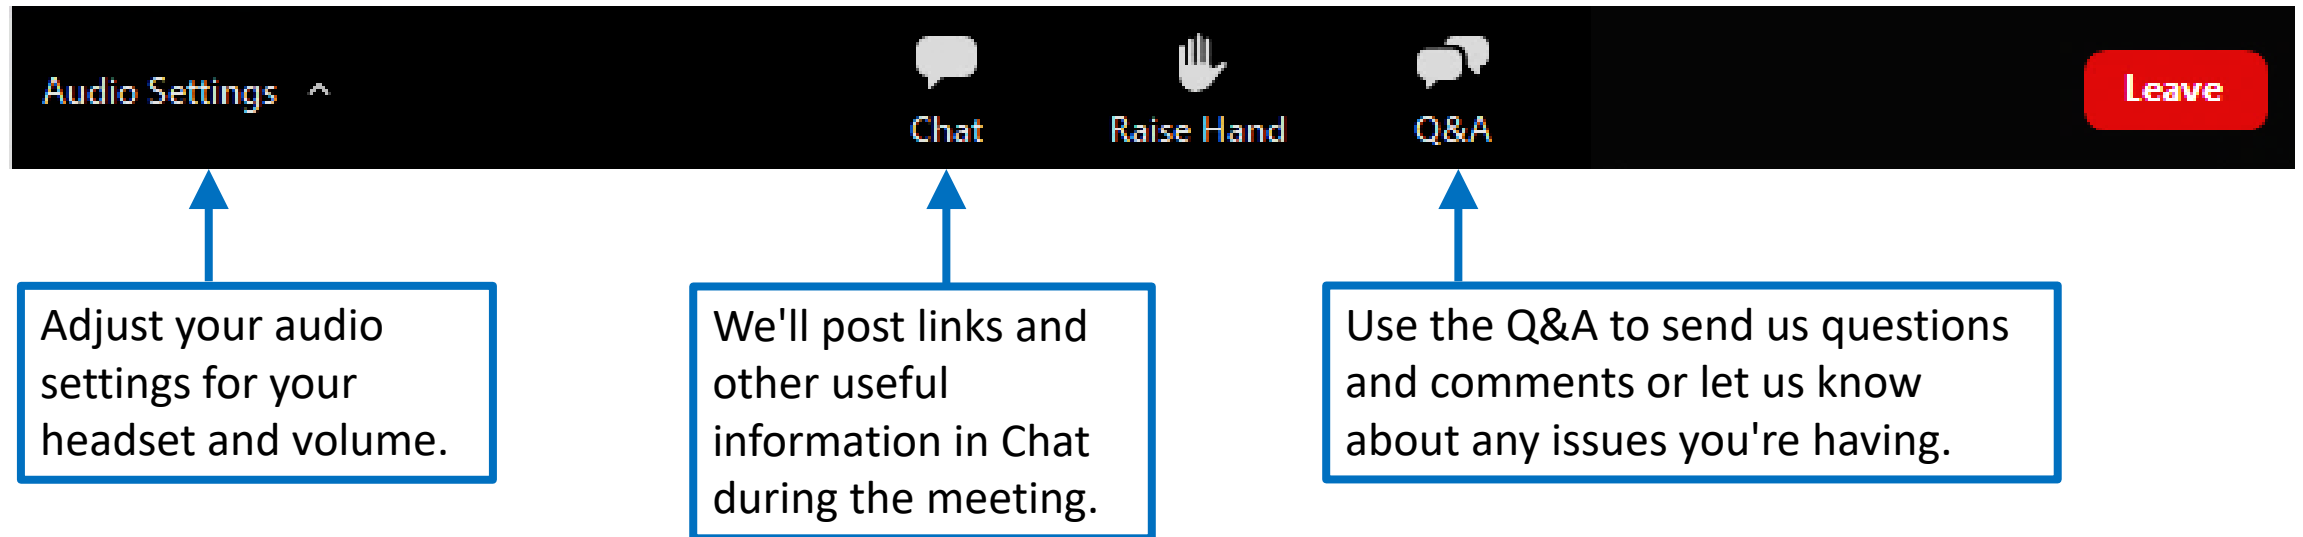 Audio Settings ^
Chat
Raise Hand
Q&A
Leave
Adjust your audio
settings for your
headset and volume.
We'll post links and
other useful
information in Chat
during the meeting.
Use the Q&A to send us questions
and comments or let us know
about any issues you're having.